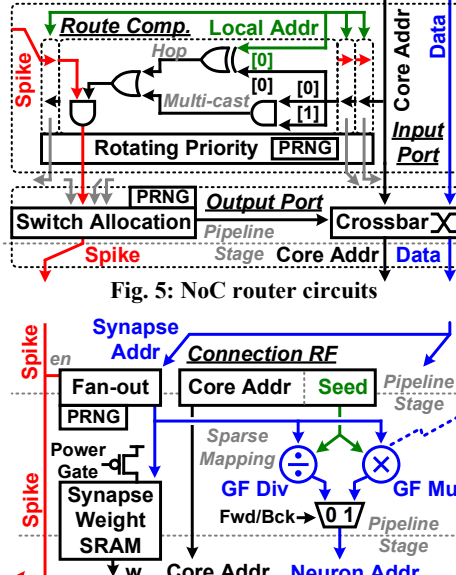 Route Comp.
Local Addr
Hop
[0]
[0]
[0]
Multi-cast
[1]
Spike
Core Addr
Data
Input
Port
Rotating Priority
PRNG
PRNG
Output Port
Switch Allocation
Crossbar
Pipeline
Stage
Spike
Core Addr
Data
Fig. 5: NoC router circuits
Synapse
Addr
Connection RF
Spike
en
Fan-out
Core Addr
Seed
Pipeline
Stage
PRNG
Sparse
Mapping
Power
Gate
GF Div
GF Mu
Synapse
Weight
SRAM
Fwd/Bck
0 1
Pipeline
Stage
Spike
w
Core Addr
Neuron Addr